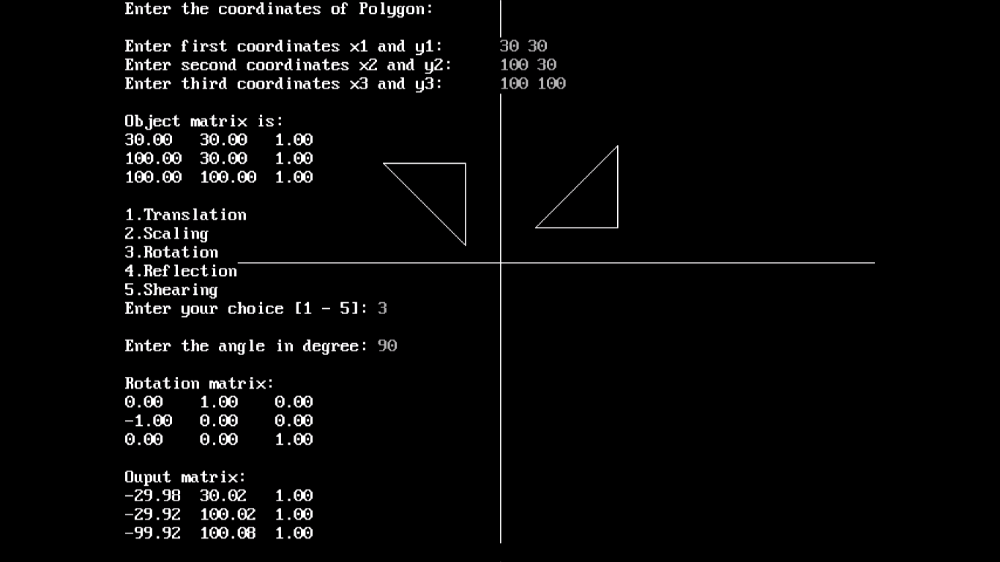 Enter the coordinates of Polygon:
Enter first coordinates x1 and y1: 30 30
Enter second coordinates x2 and y2: 100 30
Enter third coordinates x3 and y3: 100 100
Object matrix is:
30.00 30.00 1.00
100.00 30.00 1.00
100.00 100.00 1.00
1.Translation
2.Scaling
3.Rotation
4.Reflection
5.Shearing
Enter your choice [1 - 5]: 3
Enter the angle in degree: 90
Rotation matrix:
0.00 1.00 0.00
-1.00 0.00 0.00
0.00 0.00 1.00
Ouput matrix:
-29.98 30.02 1.00
-29.92 100.02 1.00
-99.92 100.08 1.00